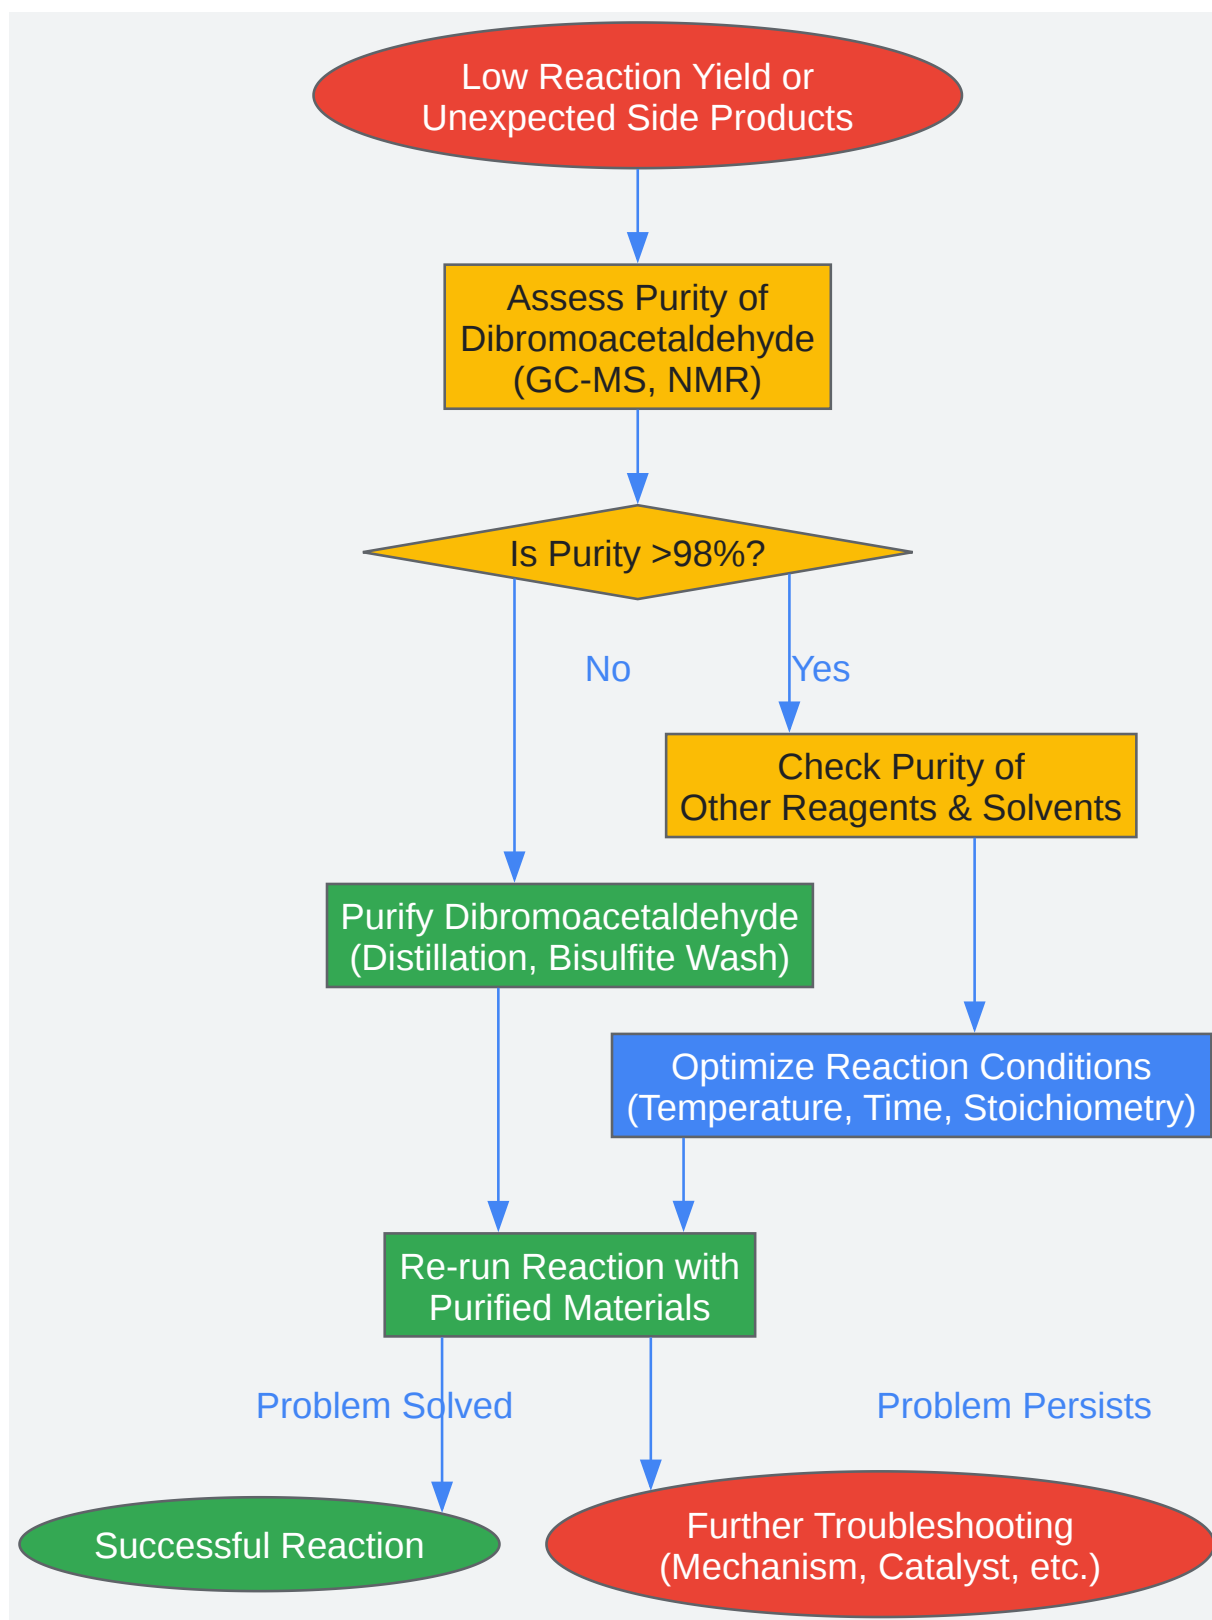 Low Reaction Yield or
Unexpected Side Products
Assess Purity of
Dibromoacetaldehyde
(GC-MS, NMR)
Is Purity >98%?
No
Yes
Check Purity of
Other Reagents & Solvents
Purify Dibromoacetaldehyde
(Distillation, Bisulfite Wash)
Optimize Reaction Conditions
(Temperature, Time, Stoichiometry)
Re-run Reaction with
Purified Materials
Problem Solved
Problem Persists
Successful Reaction
Further Troubleshooting
(Mechanism, Catalyst, etc.)